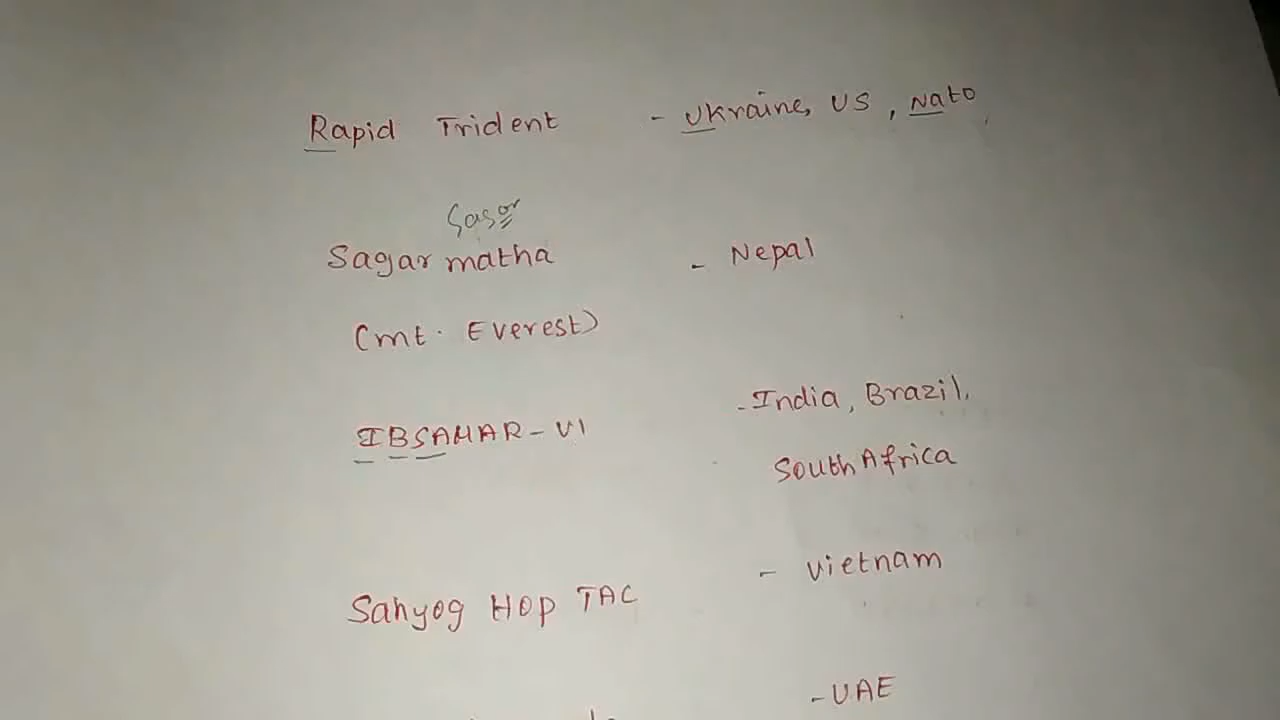 Rapid Trident - Ukraine, US, Nato
Sagar matha - Nepal
(mt. Everest)
IBSAMAR-VI - India, Brazil,
South Africa
Sahyog HOP TAC - Vietnam
- UAE